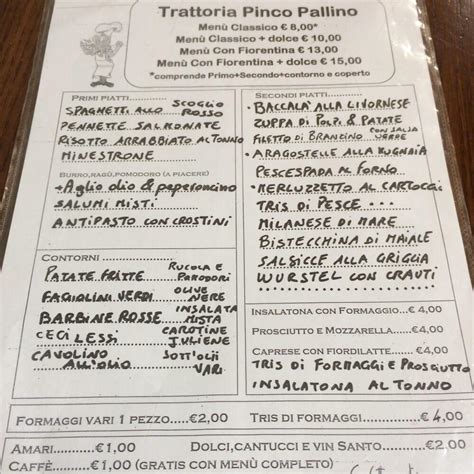 Trattoria Pinco Pallino
Menù Classico € 8,00*
Menù Classico + dolce € 10,00
Menù Con Fiorentina € 13,00
Menù Con Fiorentina + dolce € 15,00
*comprende Primo+Secondo+contorno e coperto
Primi piatti
SPAGHETTI ALLO SCOGLIO ROSSO
PENNETTE SALMONATE
RISOTTO ARRABBIATO AL TONNO
MINESTRONE
Burro,ragù,pomodoro (a piacere)
+ Aglio olio & peperoncino
SALUMI MISTI
ANTIPASTO CON CROSTINI
Contorni
PATATE FRITTE
RUCOLA E POMODORI
FAGIOLINI VERDI
OLIVE NERE
BARBINE ROSSE
INSALATA MISTA
CECI LESSI
CAROTINE JULIENE
CAVOLINO ALL'OLIO
SOTT'OLII VARI
Secondi piatti
BACCALA' ALLA LIVORNESE
ZUPPA DI POLPI & PATATE
FILETTO DI BRANZINO CON SALSA VERDE
ARAGOSTELLE ALLA KUGNAIA
PESCESPADA AL FORNO
MERLUZZETTO AL CARTOCCI
TRIS DI PESCE ...
MILANESE DI MARE
BISTECCHINA DI MAIALE
SALSICCE ALLA GRIGLIA
WURSTEL CON CRAUTI
Insalatona con Formaggio...€ 4,00
Prosciutto e Mozzarella....€ 4,00
Caprese con fiordilatte....€ 4,00
TRIS DI FORMAGGI E PROSCIUTTO
INSALATONA AL TONNO
Formaggi vari 1 pezzo....€2,00
Tris di formaggi....€ 4,00
Amari.....€1,00
Dolci,cantucci e vin Santo.....€2,00
Caffè.....€1,00 (gratis con menù completo)